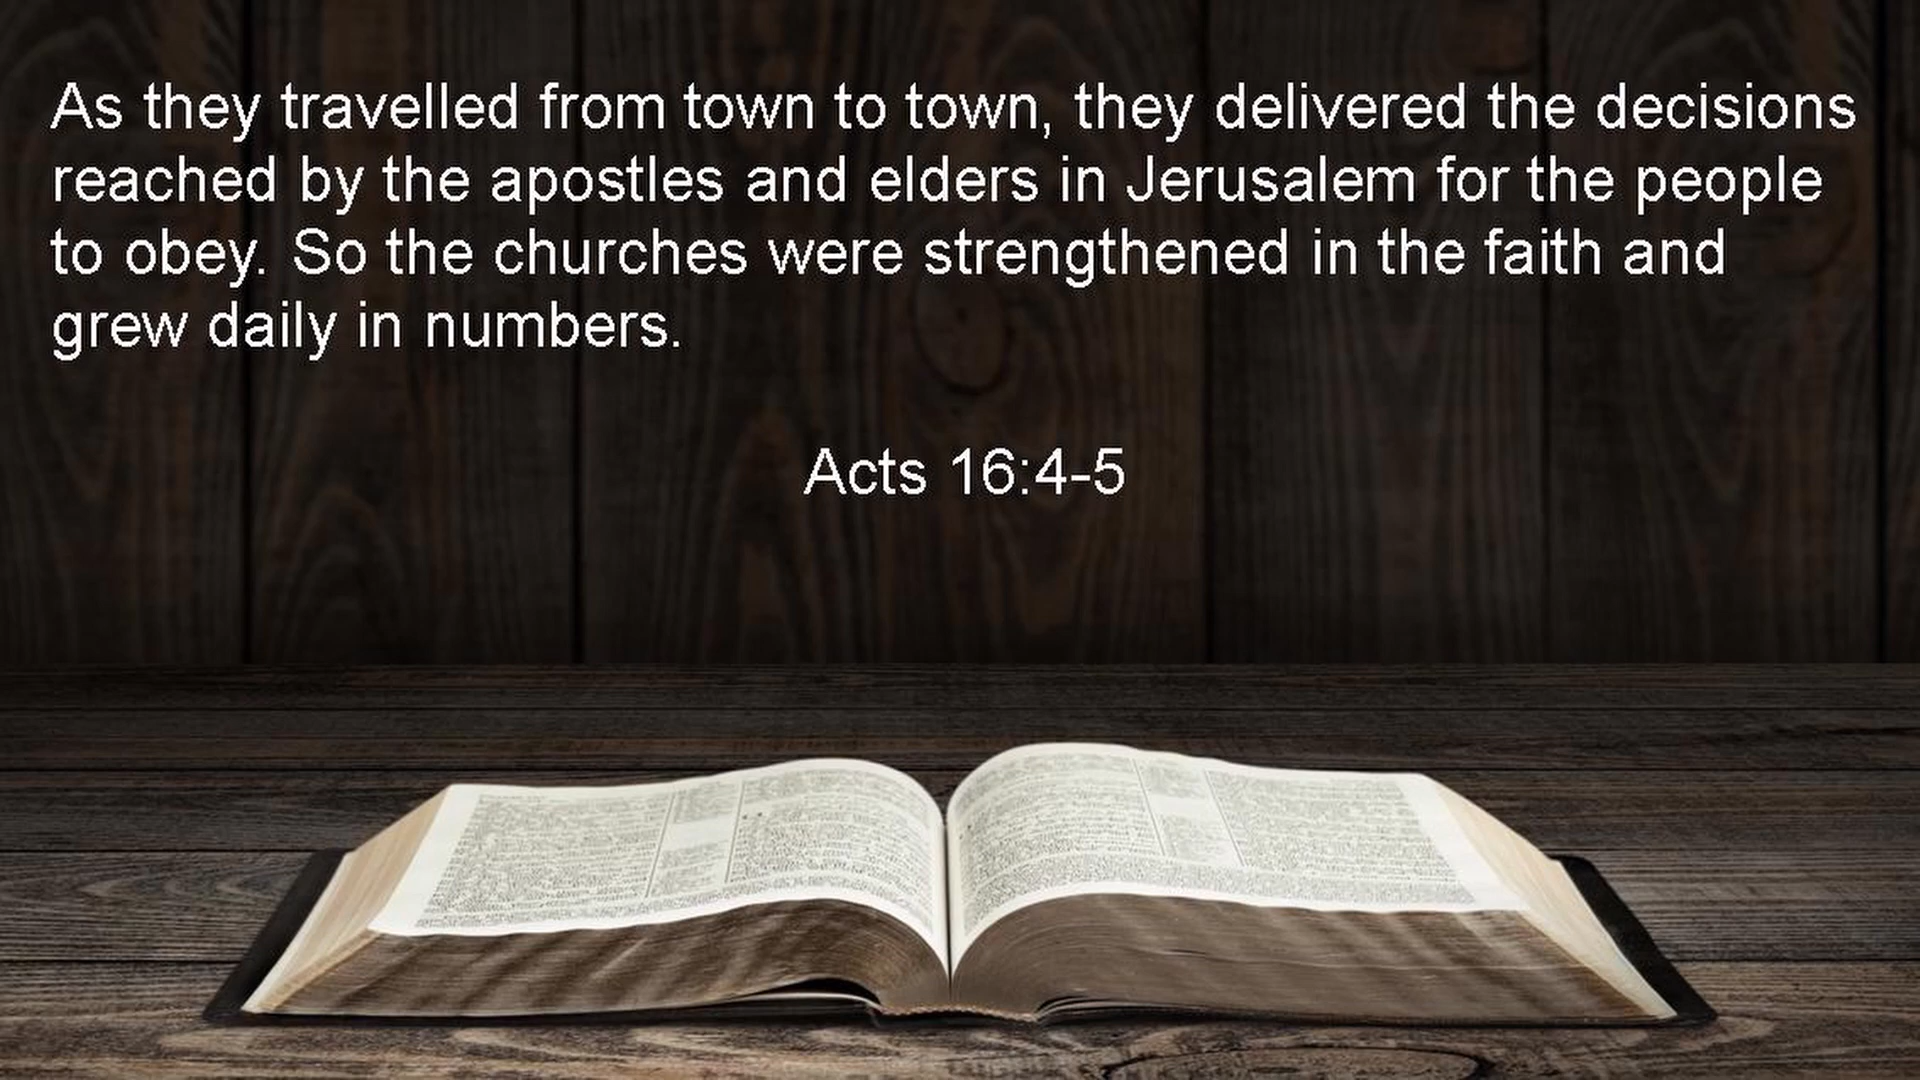 As they travelled from town to town, they delivered the decisions
reached by the apostles and elders in Jerusalem for the people
to obey. So the churches were strengthened in the faith and
grew daily in numbers.
Acts 16:4-5